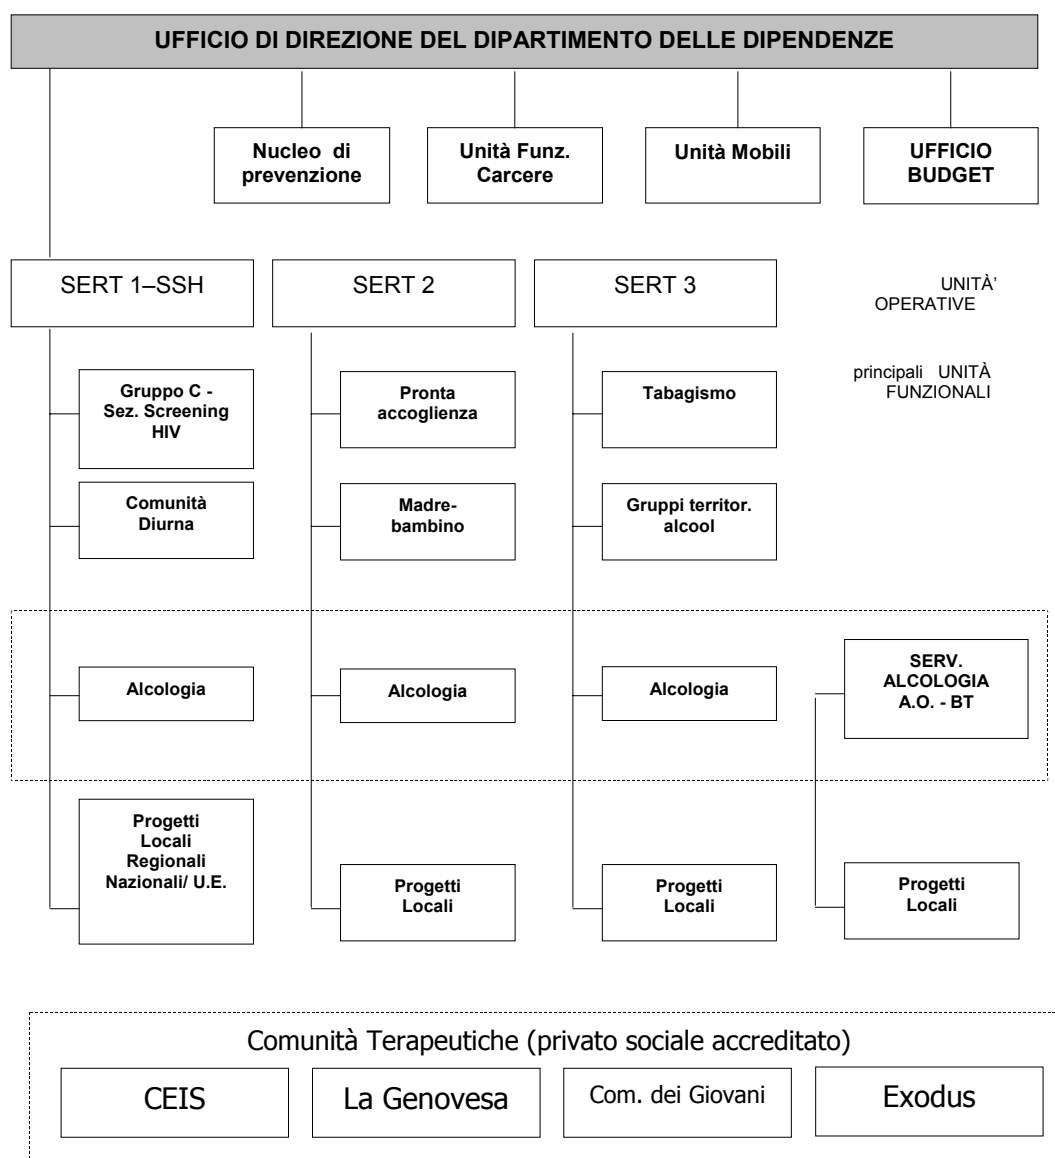 UFFICIO DI DIREZIONE DEL DIPARTIMENTO DELLE DIPENDENZE
Nucleo di
prevenzione
Unità Funz.
Carcere
Unità Mobili
UFFICIO
BUDGET
SERT 1–SSH
SERT 2
SERT 3
UNITÀ'
OPERATIVE
principali UNITÀ
FUNZIONALI
Gruppo C -
Sez. Screening
HIV
Pronta
accoglienza
Tabagismo
Comunità
Diurna
Madre-
bambino
Gruppi territor.
alcool
Alcologia
Alcologia
Alcologia
SERV.
ALCOLOGIA
A.O. - BT
Progetti
Locali
Regionali
Nazionali/ U.E.
Progetti
Locali
Progetti
Locali
Progetti
Locali
Comunità Terapeutiche (privato sociale accreditato)
CEIS
La Genovesa
Com. dei Giovani
Exodus